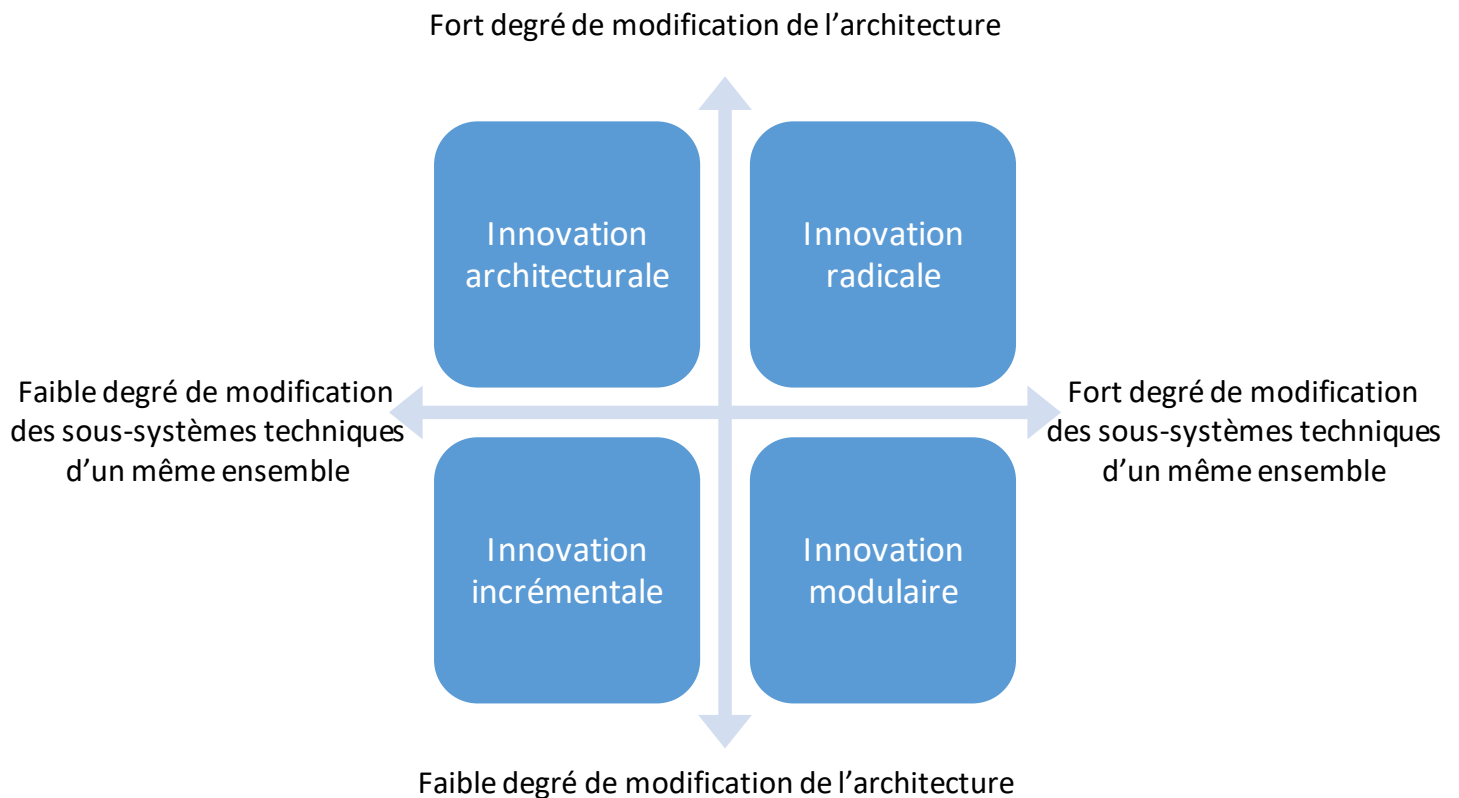 Fort degré de modification de l’architecture
Innovation
architecturale
Innovation
radicale
Faible degré de modification
des sous-systèmes techniques
d’un même ensemble
Fort degré de modification
des sous-systèmes techniques
d’un même ensemble
Innovation
incrémentale
Innovation
modulaire
Faible degré de modification de l’architecture